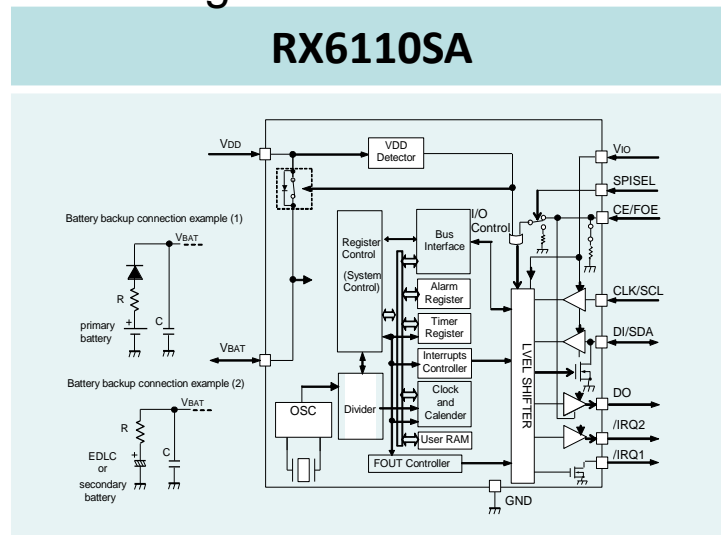 RX6110SA
VDD
VDD
Detector
VIO
SPISEL
CE/FOE
I/O
Control
Battery backup connection example (1)
VBAT
R
C
+
primary
battery
Register
Control
(System
Control)
Bus
Interface
Alarm
Register
Timer
Register
Interrupts
Controller
Clock
and
Calender
User RAM
FOUT Controller
LVEL SHIFTER
CLK/SCL
DI/SDA
DO
/IRQ2
/IRQ1
VBAT
Battery backup connection example (2)
VBAT
R
C
+
EDLC
or
secondary
battery
OSC
Divider
GND